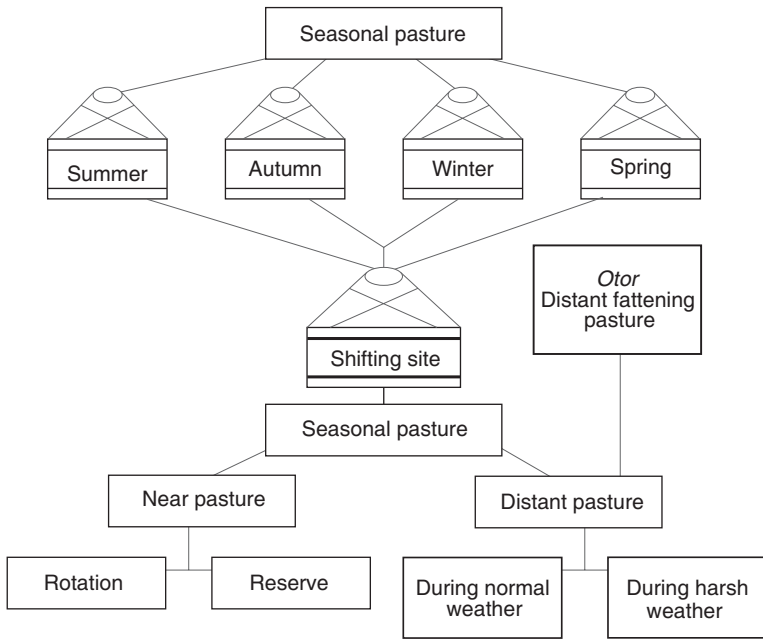 Seasonal pasture
Summer
Autumn
Winter
Spring
Otor
Distant fattening
pasture
Shifting site
Seasonal pasture
Near pasture
Distant pasture
Rotation
Reserve
During normal
weather
During harsh
weather